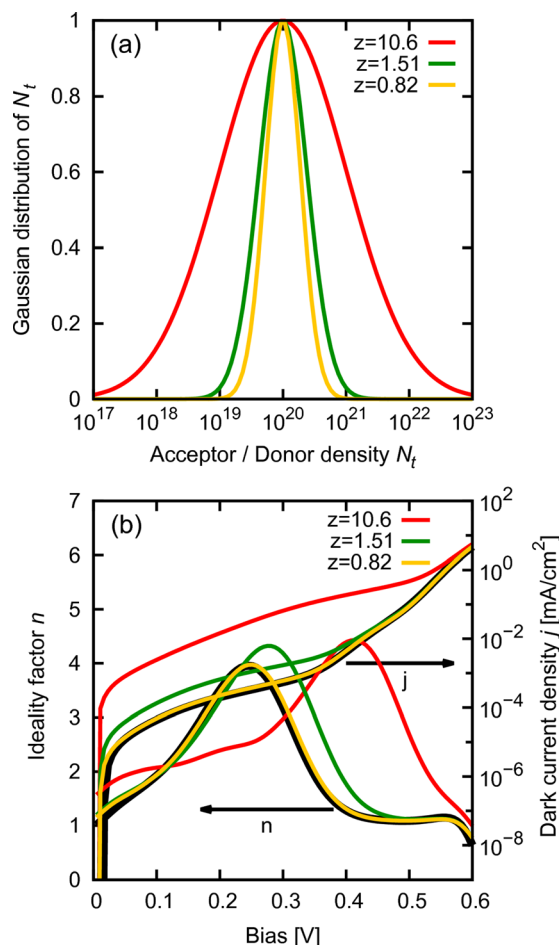 (a)
z=10.6
z=1.51
z=0.82
Gaussian distribution of N_t
1
0.8
0.6
0.4
0.2
0
10^17 10^18 10^19 10^20 10^21 10^22 10^23
Acceptor / Donor density N_t
(b)
z=10.6
z=1.51
z=0.82
Ideality factor n
7
6
5
4
3
2
1
0
j
n
10^2
10^0
10^-2
10^-4
10^-6
10^-8
Dark current density j [mA/cm^2]
0 0.1 0.2 0.3 0.4 0.5 0.6
Bias [V]